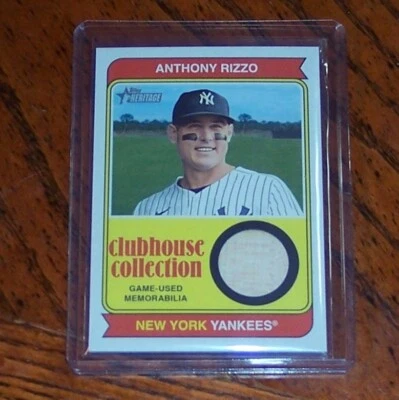 ANTHONY RIZZO
Topps
HERITAGE
NY
clubhouse
collection
GAME-USED
MEMORABILIA
NEW YORK YANKEES®